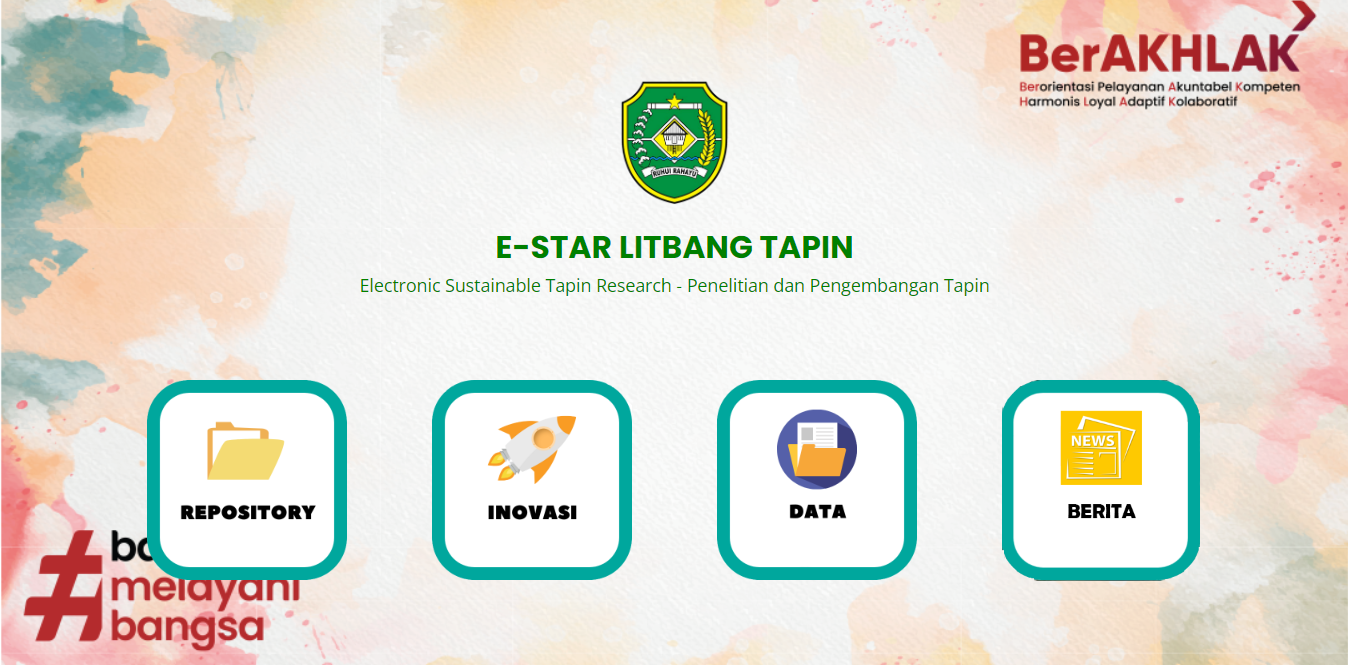 BerAKHLAK
Berorientasi Pelayanan Akuntabel Kompeten
Harmonis Loyal Adaptif Kolaboratif
RUHUI RAHAYU
E-STAR LITBANG TAPIN
Electronic Sustainable Tapin Research - Penelitian dan Pengembangan Tapin
REPOSITORY
INOVASI
NEWS
DATA
BERITA
#
melayani
bangsa